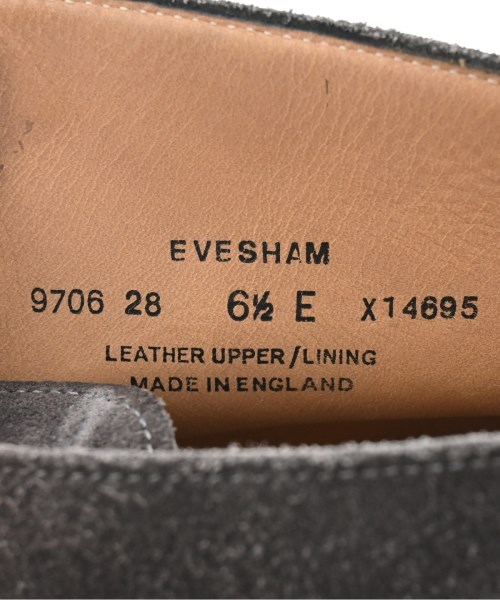 EVESHAM
9706 28 6½ E X14695
LEATHER UPPER/LINING
MADE IN ENGLAND